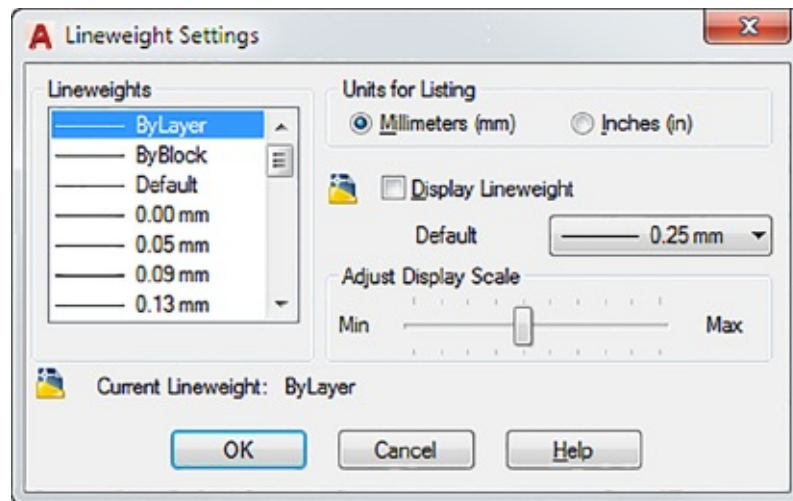 Lineweight Settings
Lineweights
ByLayer
ByBlock
Default
0.00 mm
0.05 mm
0.09 mm
0.13 mm
Units for Listing
Millimeters (mm) Inches (in)
Display Lineweight
Default 0.25 mm
Adjust Display Scale
Min Max
Current Lineweight: ByLayer
OK Cancel Help